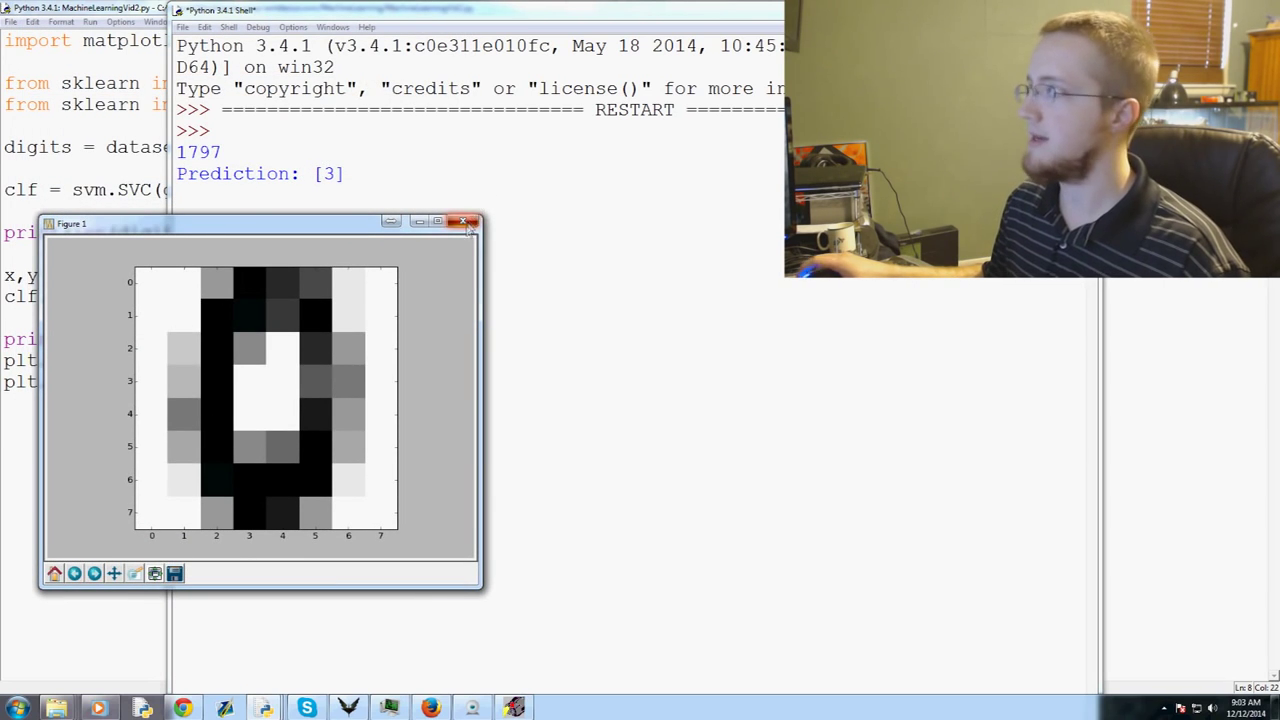 Python 3.4.1: MachineLearningVid2.py - C:
File Edit Format Run Options Windo
import matplotl
from sklearn i
from sklearn i
digits = datase
clf = svm.SVC(
pri
x,y
clf
pri
plt
plt
*Python 3.4.1 Shell*
File Edit Shell Debug Options Windows Help
Python 3.4.1 (v3.4.1:c0e311e010fc, May 18 2014, 10:45:
D64)] on win32
Type "copyright", "credits" or "license()" for more in
>>> ================================ RESTART =========
>>>
1797
Prediction: [3]
Figure 1
0
1
2
3
4
5
6
7
0 1 2 3 4 5 6 7
Ln: 8 Col: 22
9:03 AM
12/12/2014